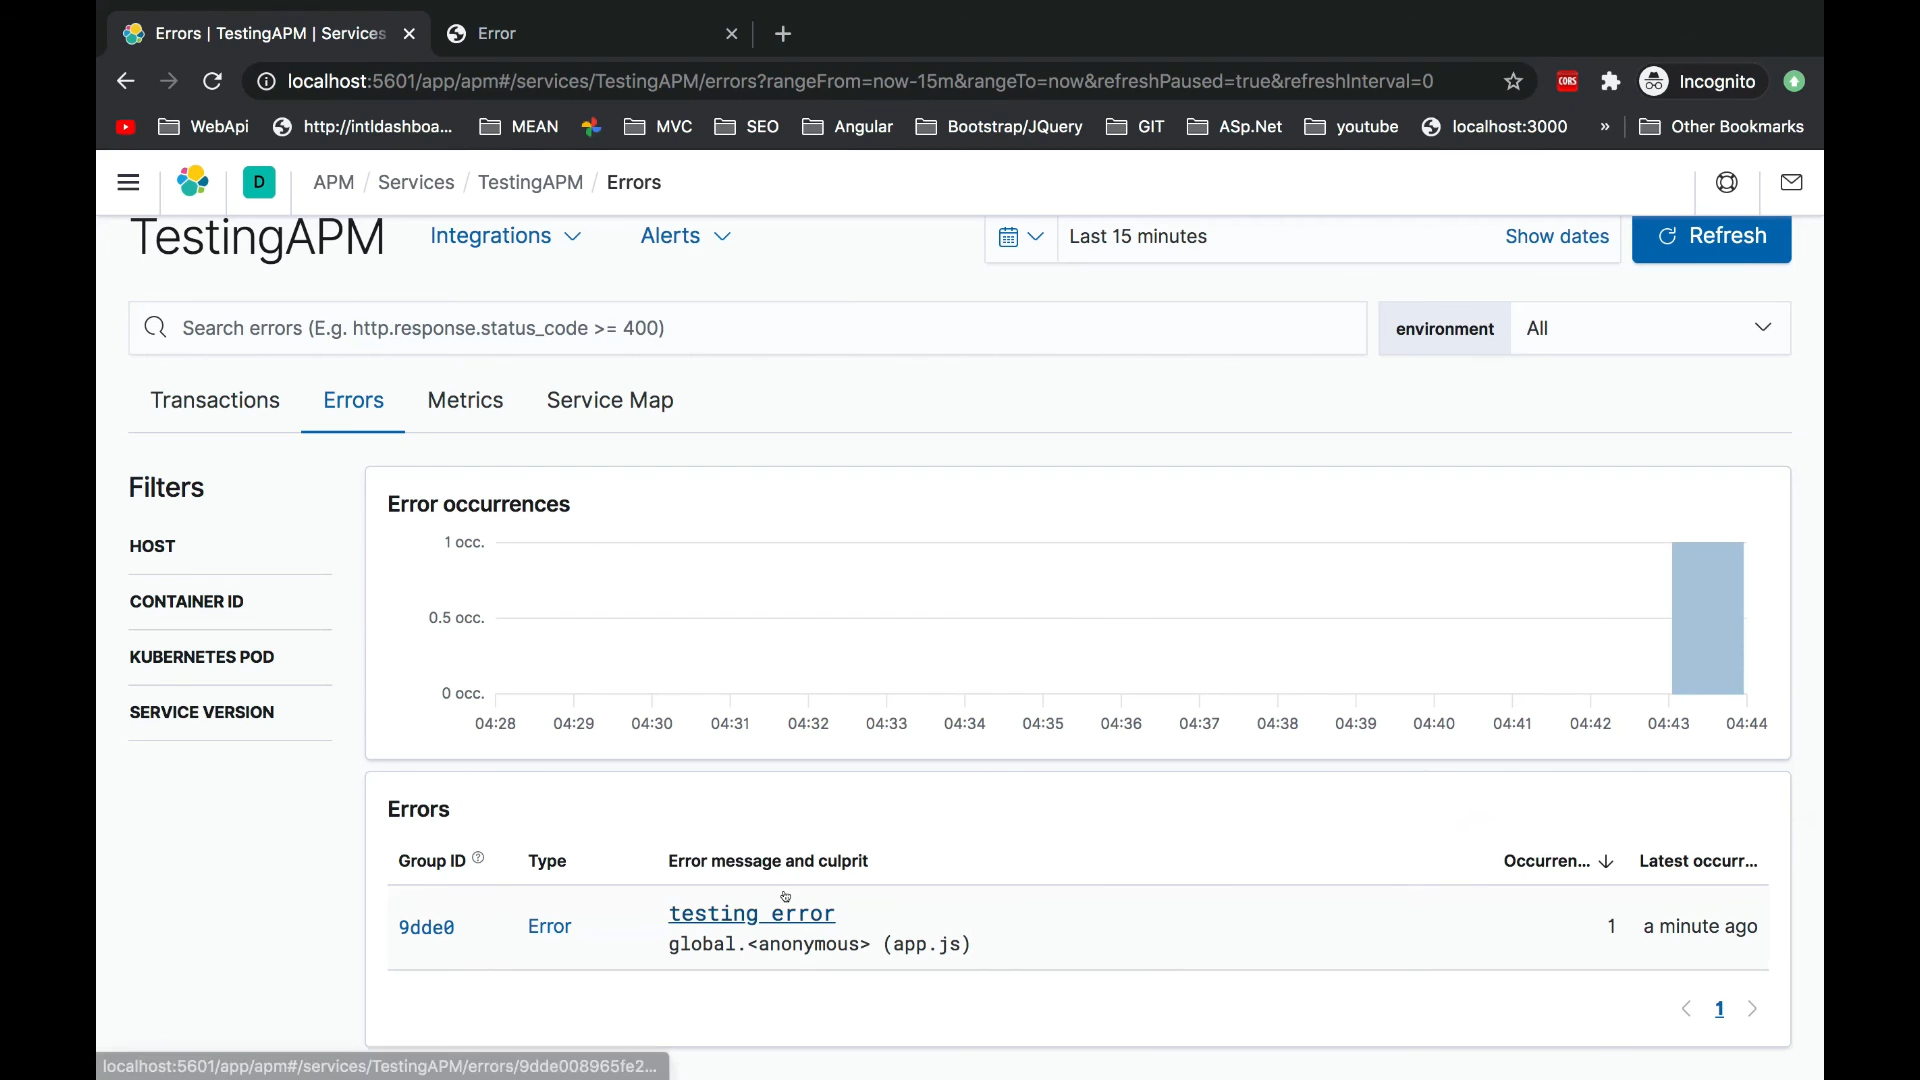 Errors | TestingAPM | Services
Error
localhost:5601/app/apm#/services/TestingAPM/errors?rangeFrom=now-15m&rangeTo=now&refreshPaused=true&refreshInterval=0
CORS
Incognito
WebApi
http://intldashboa...
MEAN
MVC
SEO
Angular
Bootstrap/JQuery
GIT
ASp.Net
youtube
localhost:3000
»
Other Bookmarks
D
APM / Services / TestingAPM / Errors
TestingAPM
Integrations
Alerts
Last 15 minutes
Show dates
Refresh
Search errors (E.g. http.response.status_code >= 400)
environment
All
Transactions
Errors
Metrics
Service Map
Filters
HOST
CONTAINER ID
KUBERNETES POD
SERVICE VERSION
Error occurrences
1 occ.
0.5 occ.
0 occ.
04:28 04:29 04:30 04:31 04:32 04:33 04:34 04:35 04:36 04:37 04:38 04:39 04:40 04:41 04:42 04:43 04:44
Errors
Group ID Type Error message and culprit Occurren... Latest occurr...
9dde0 Error testing error 1 a minute ago
global.<anonymous> (app.js)
1
localhost:5601/app/apm#/services/TestingAPM/errors/9dde008965fe2...